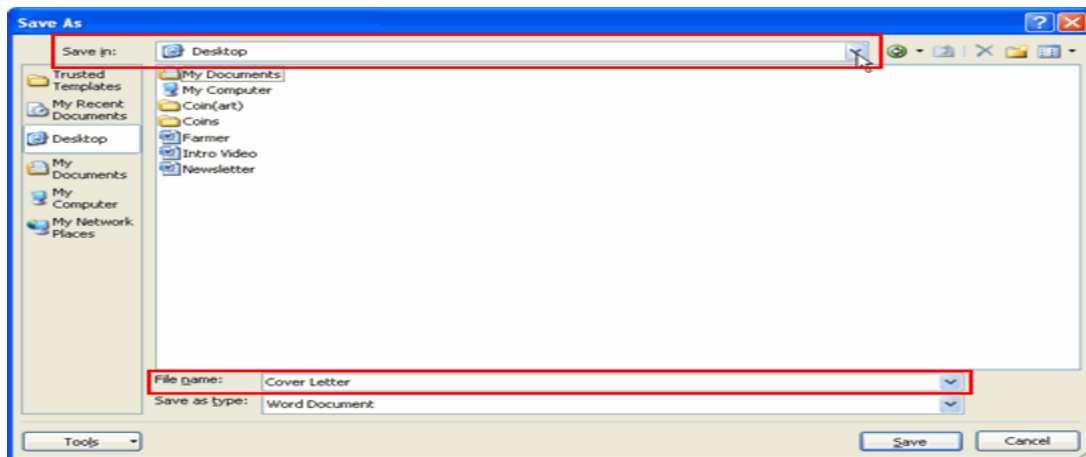 Save As
Save in:
Desktop
Trusted
Templates
My Recent
Documents
Desktop
My
Documents
My
Computer
My Network
Places
My Documents
My Computer
Coin(art)
Coins
Farmer
Intro Video
Newsletter
File name:
Cover Letter
Save as type:
Word Document
Tools
Save
Cancel